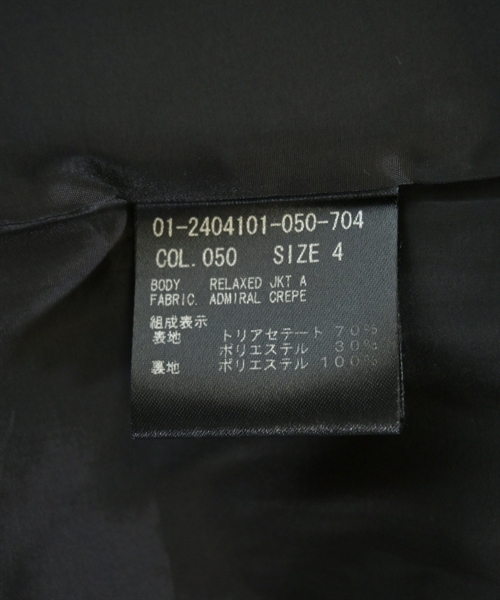 01-2404101-050-704
COL. 050 SIZE 4
BODY RELAXED JKT A
FABRIC. ADMIRAL CREPE
組成表示
表地 トリアセテート 70%
ポリエステル 30%
裏地 ポリエステル 100%